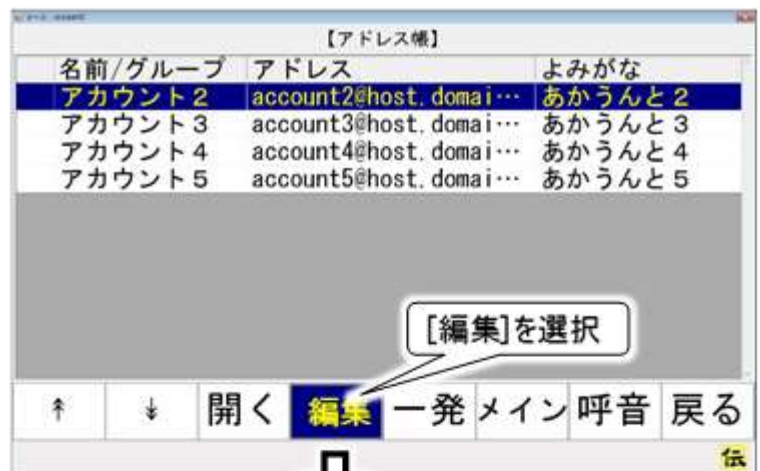 【アドレス帳】
名前/グループ アドレス よみがな
アカウント2 account2@host.domai… あかうんと2
アカウント3 account3@host.domai… あかうんと3
アカウント4 account4@host.domai… あかうんと4
アカウント5 account5@host.domai… あかうんと5
[編集]を選択
↟ ↡ 開く 編集 一発 メイン 呼音 戻る
伝